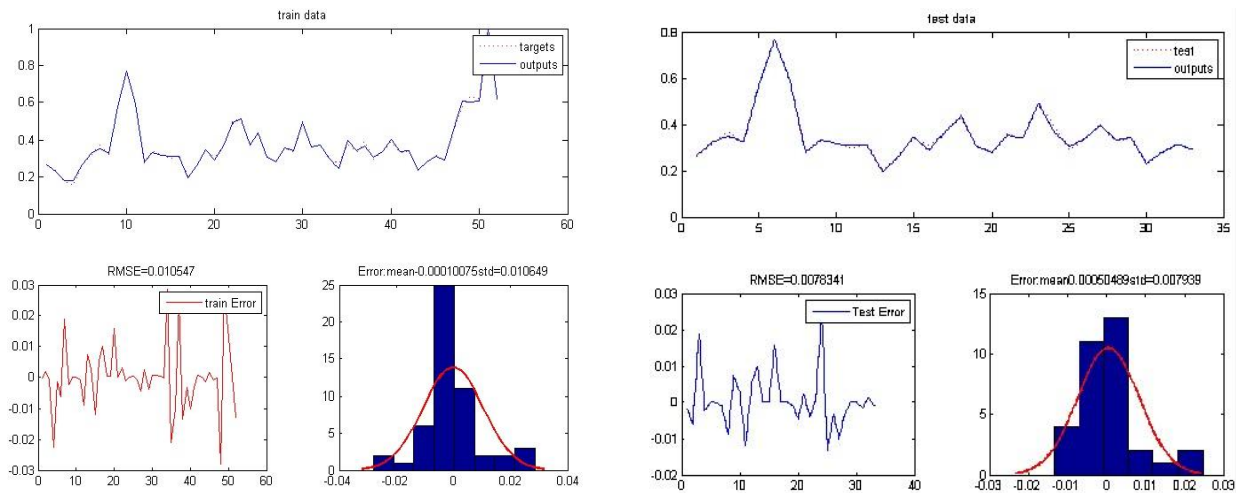 train data
1
0.8
0.6
0.4
0.2
0
0 10 20 30 40 50 60
targets
outputs
test data
0.8
0.6
0.4
0.2
0
0 5 10 15 20 25 30 35
test
outputs
RMSE=0.010547
0.03
0.02
0.01
0
-0.01
-0.02
-0.03
0 10 20 30 40 50 60
train Error
Error:mean-0.00010075std=0.010649
25
20
15
10
5
0
-0.04 -0.02 0 0.02 0.04
RMSE=0.0078341
0.03
0.02
0.01
0
-0.01
-0.02
0 10 20 30 40
Test Error
Error:mean0.00050489std=0.007939
15
10
5
0
-0.03 -0.02 -0.01 0 0.01 0.02 0.03